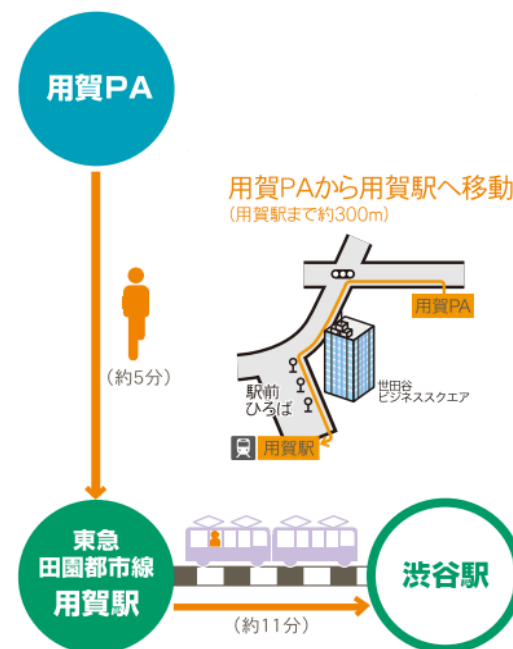 用賀PA
用賀PAから用賀駅へ移動
(用賀駅まで約300m)
用賀PA
(約5分)
駅前
ひろば
世田谷
ビジネススクエア
用賀駅
東急
田園都市線
用賀駅
渋谷駅
(約11分)